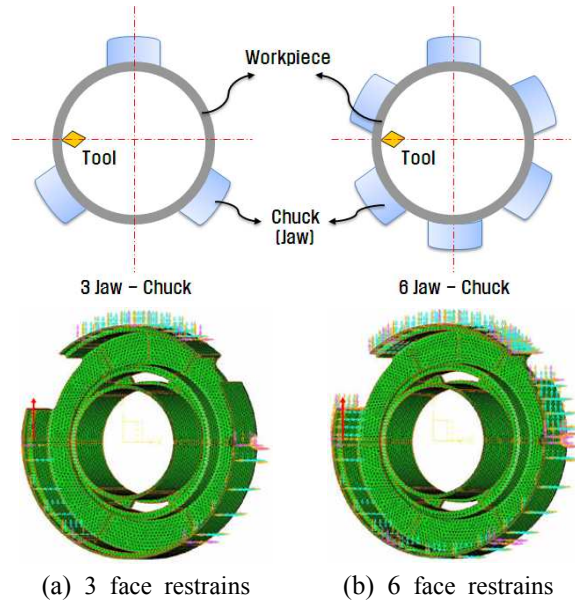 Workpiece
Tool
Tool
Chuck
(Jaw)
3 Jaw - Chuck
6 Jaw - Chuck
(a) 3 face restrains
(b) 6 face restrains